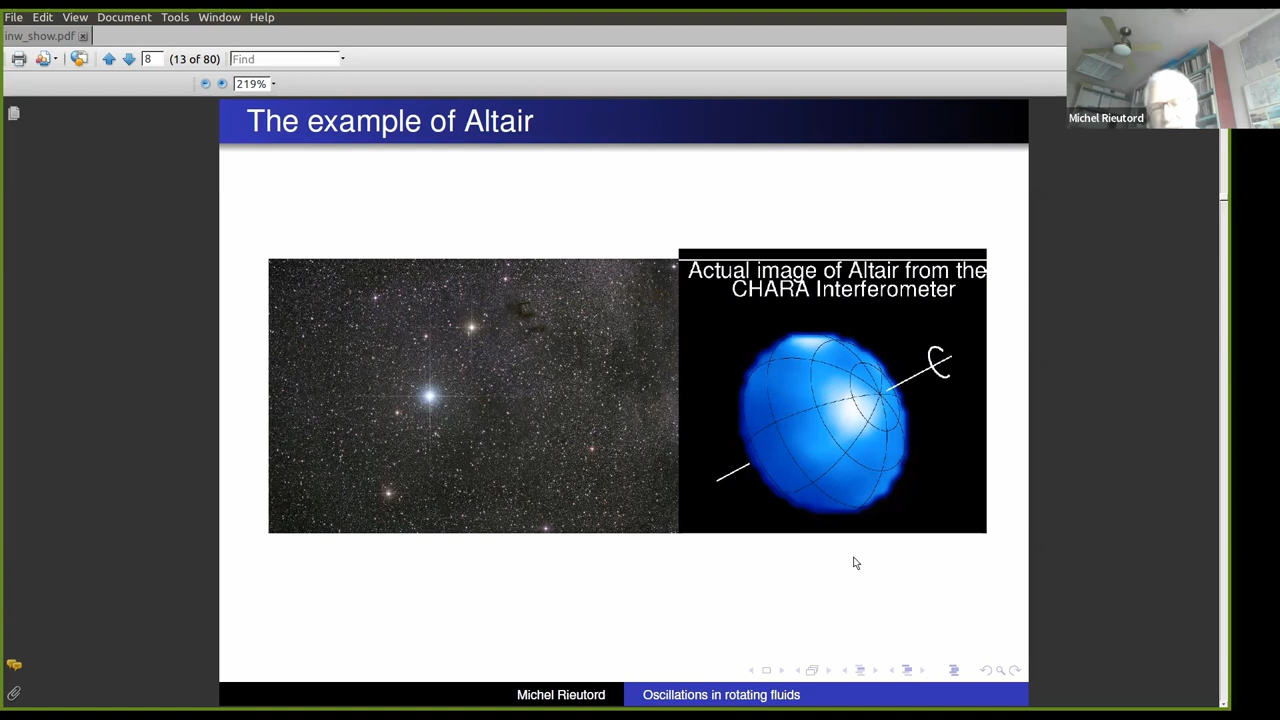 File Edit View Document Tools Window Help
inw_show.pdf
8 (13 of 80) Find
219%
Michel Rieutord
The example of Altair
Actual image of Altair from the
CHARA Interferometer
Michel Rieutord Oscillations in rotating fluids